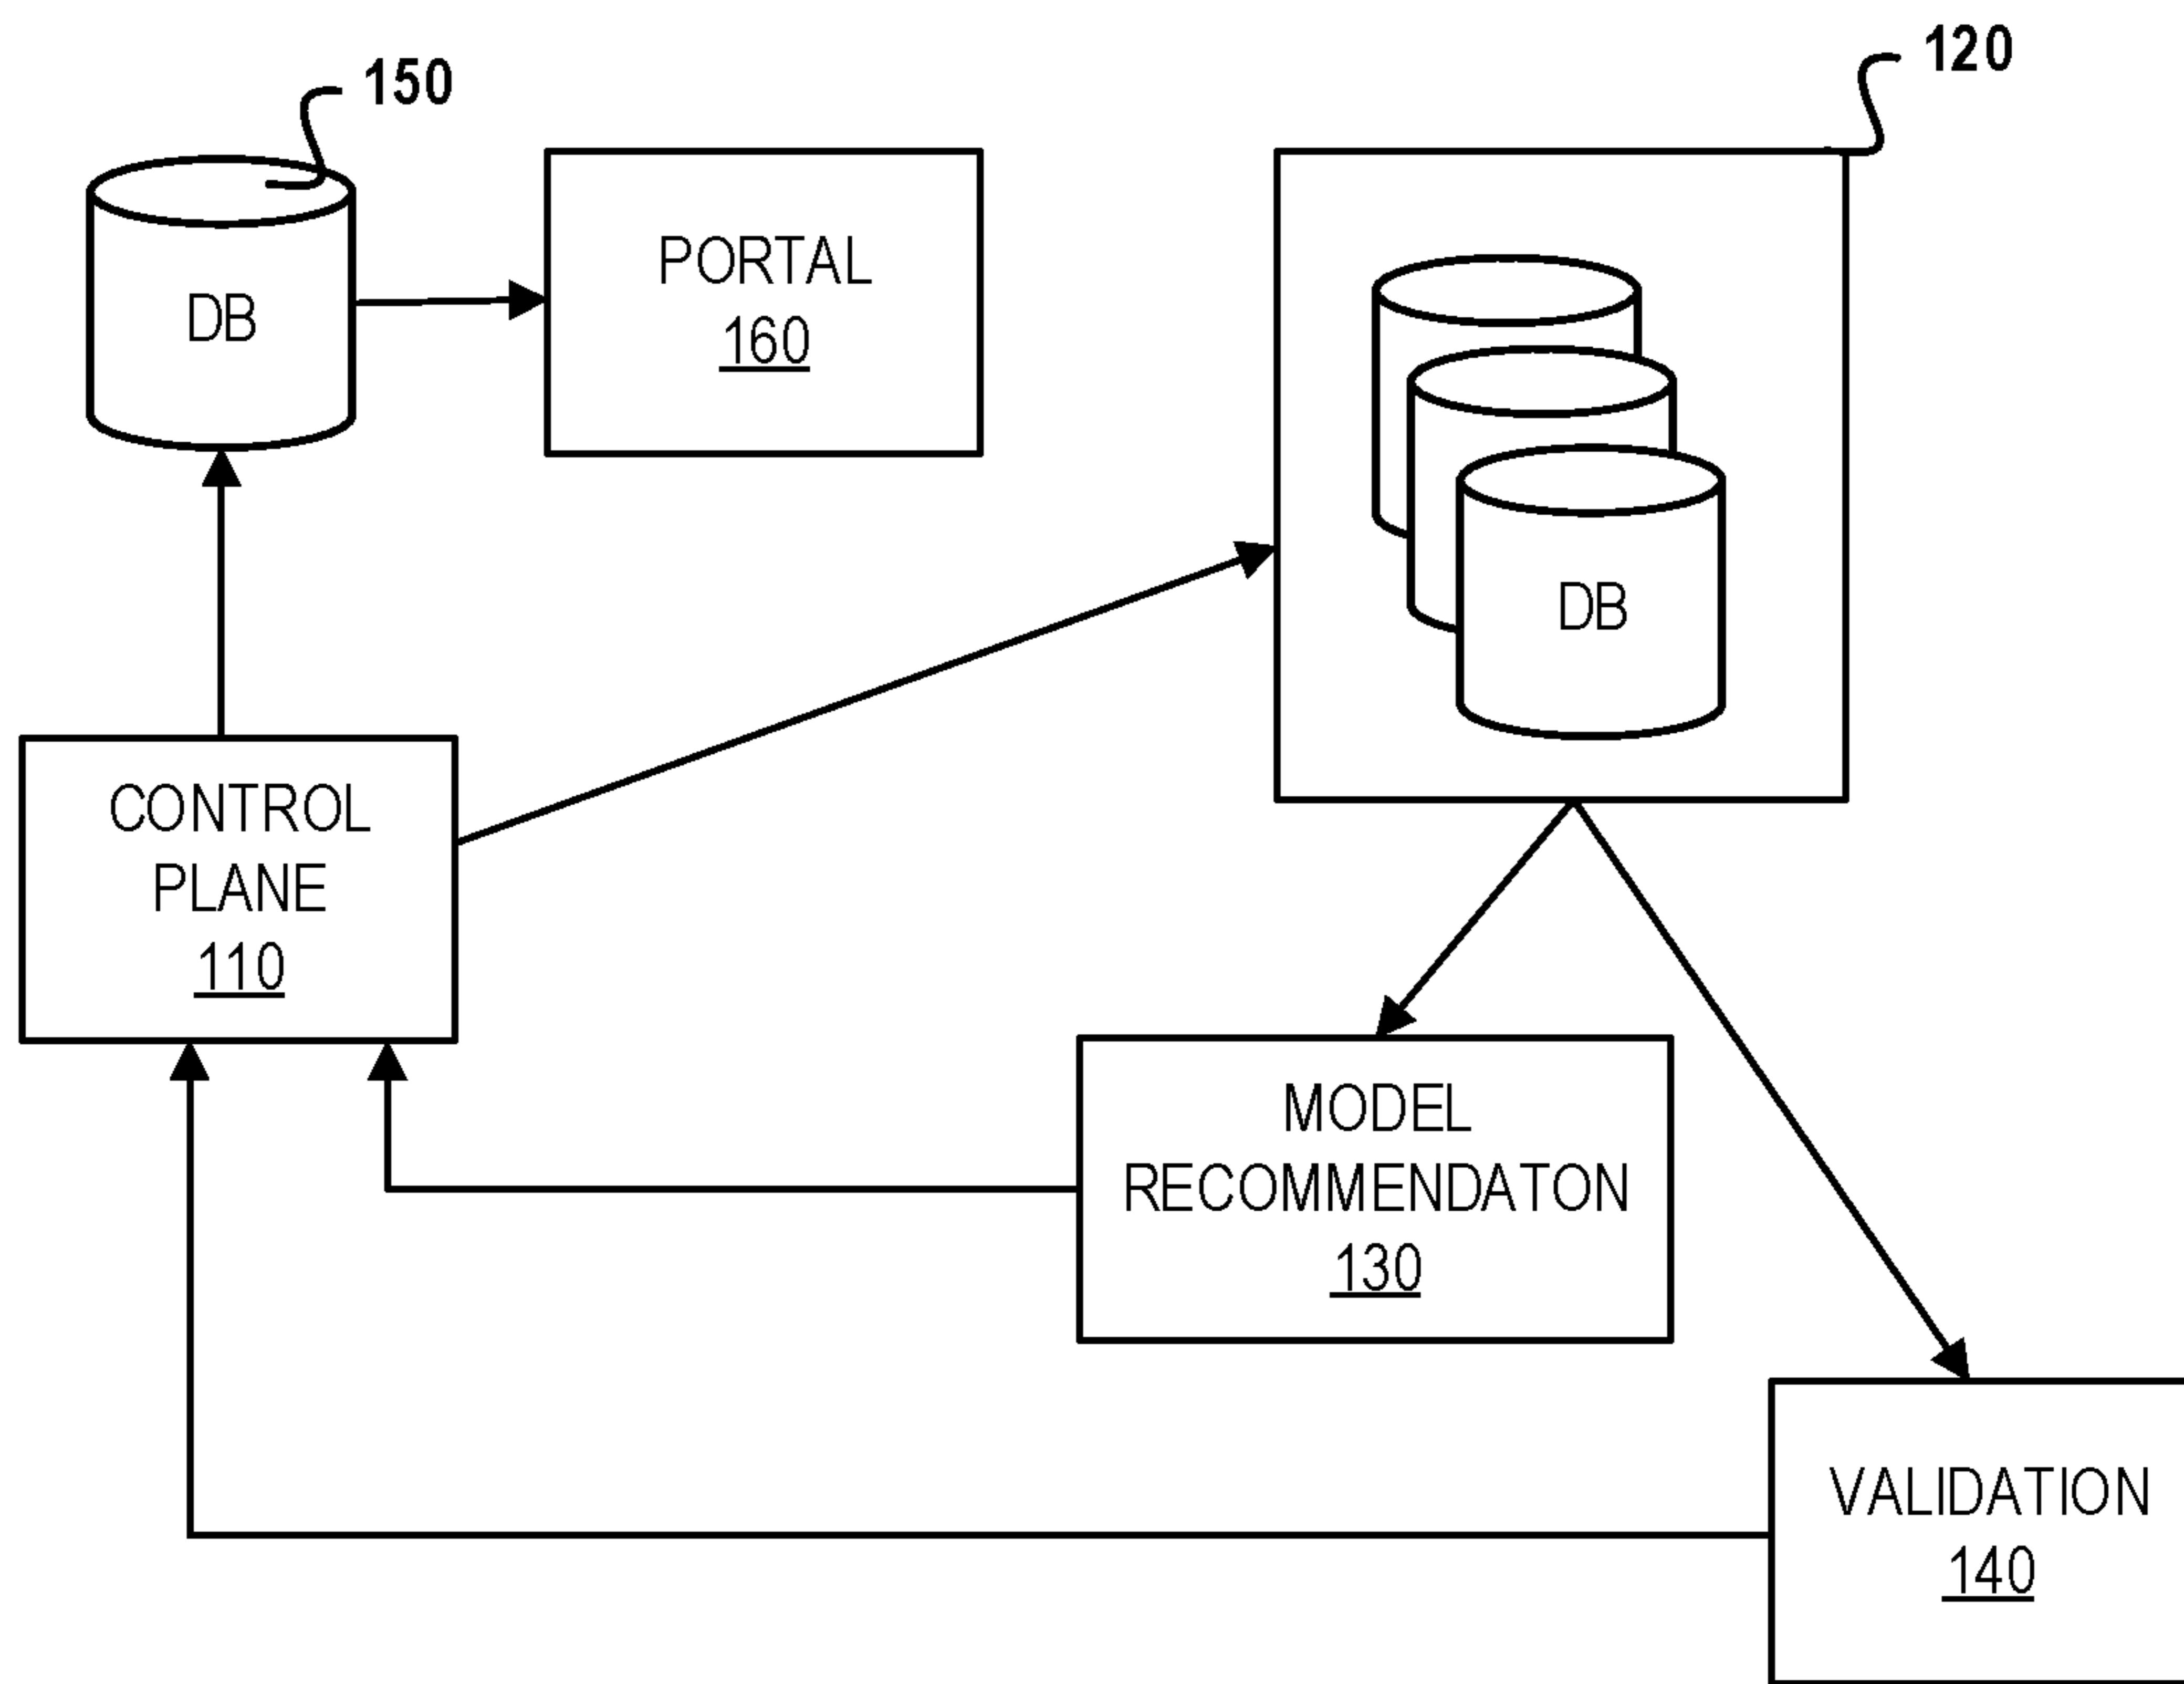 150
120
DB
PORTAL
160
DB
CONTROL
PLANE
110
MODEL
RECOMMENDATON
130
VALIDATION
140